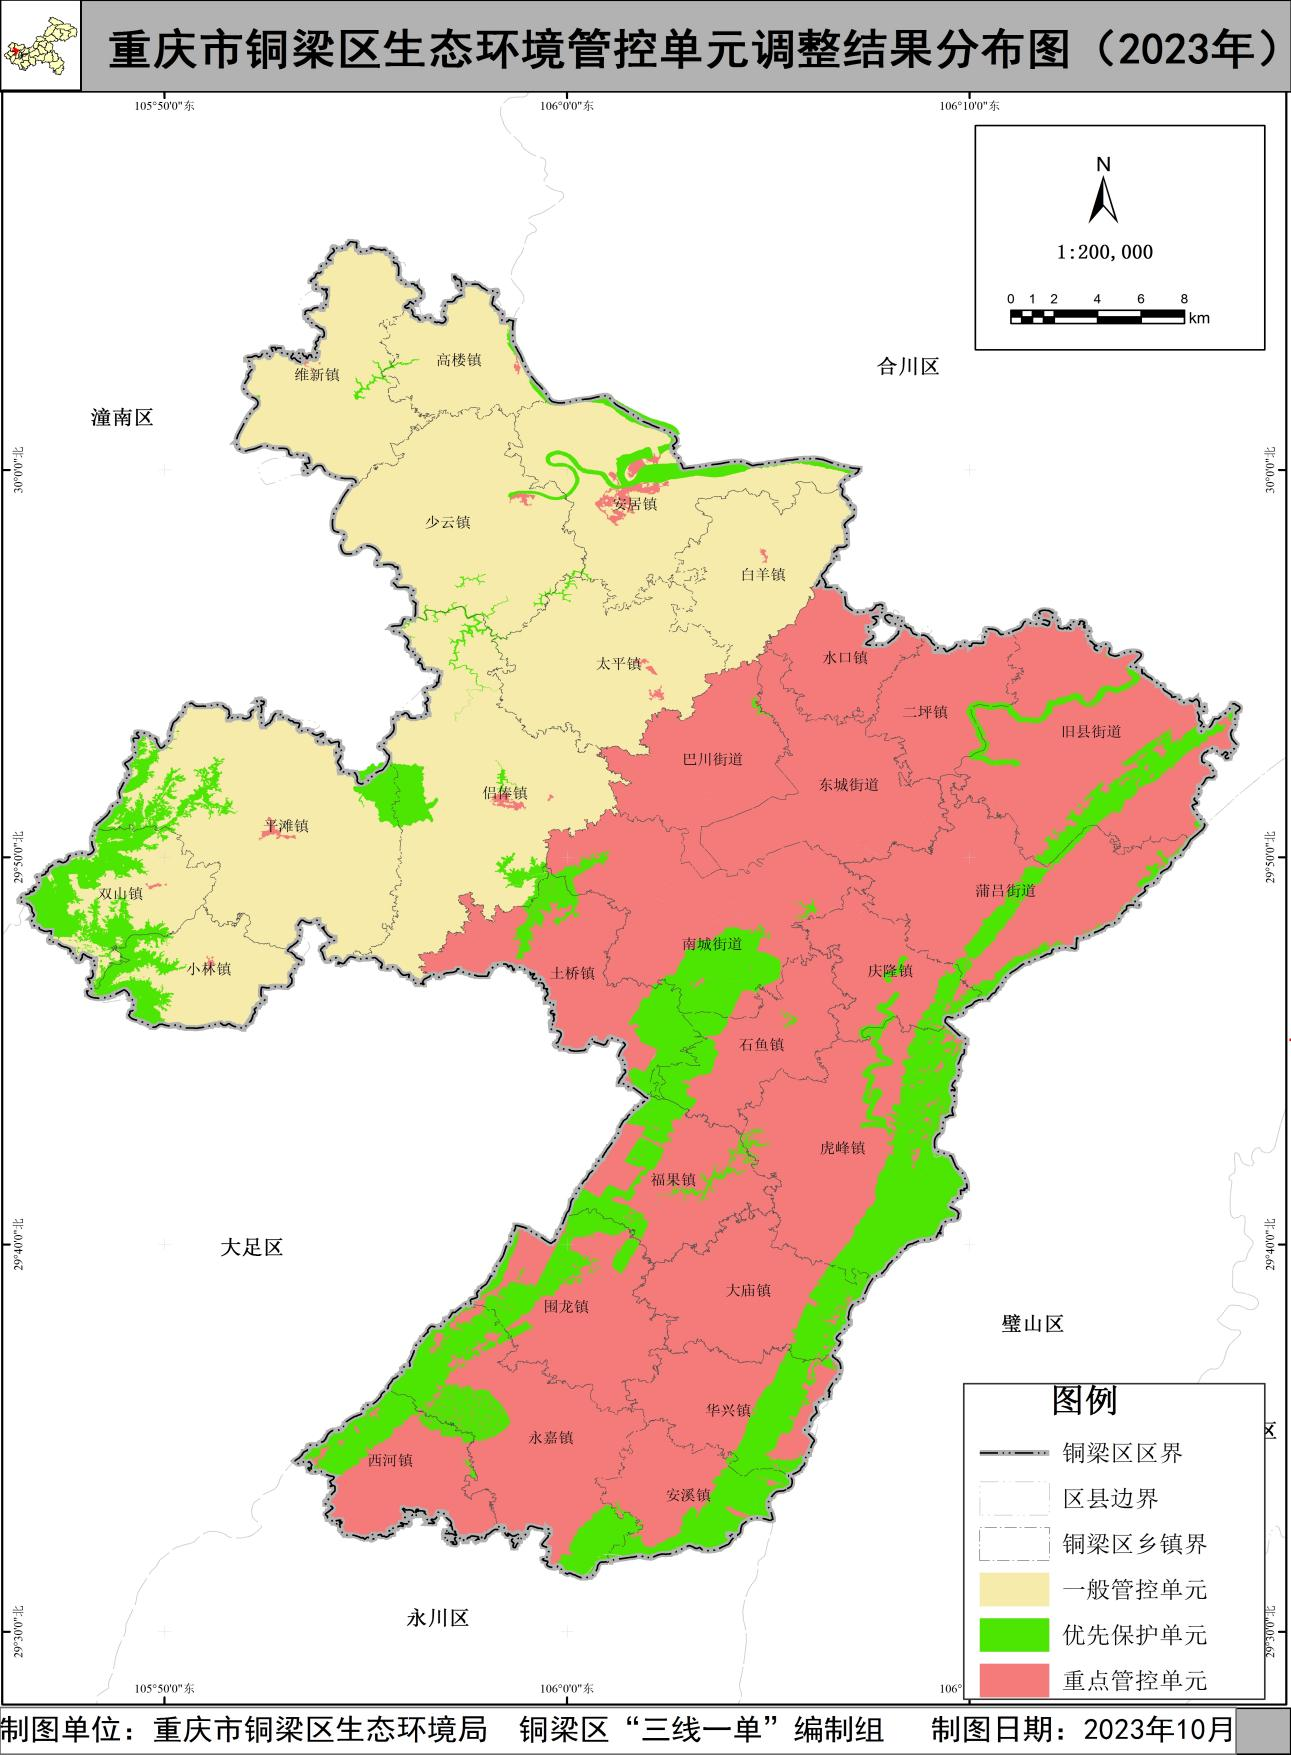 重庆市铜梁区生态环境管控单元调整结果分布图（2023年）
105°50'0"东
106°0'0"东
106°10'0"东
N
1:200,000
0 1 2 4 6 8
km
合川区
潼南区
维新镇
高楼镇
30°0'0"北
30°0'0"北
少云镇
安居镇
白羊镇
太平镇
水口镇
二坪镇
旧县街道
巴川街道
东城街道
侣俸镇
平滩镇
双山镇
蒲吕街道
小林镇
土桥镇
南城街道
庆隆镇
石鱼镇
虎峰镇
福果镇
29°40'0"北
29°40'0"北
大足区
大庙镇
围龙镇
璧山区
华兴镇
永嘉镇
西河镇
安溪镇
永川区
图例
铜梁区区界
区县边界
铜梁区乡镇界
一般管控单元
优先保护单元
重点管控单元
区
105°50'0"东
106°0'0"东
106°
制图单位：重庆市铜梁区生态环境局 铜梁区“三线一单”编制组 制图日期：2023年10月